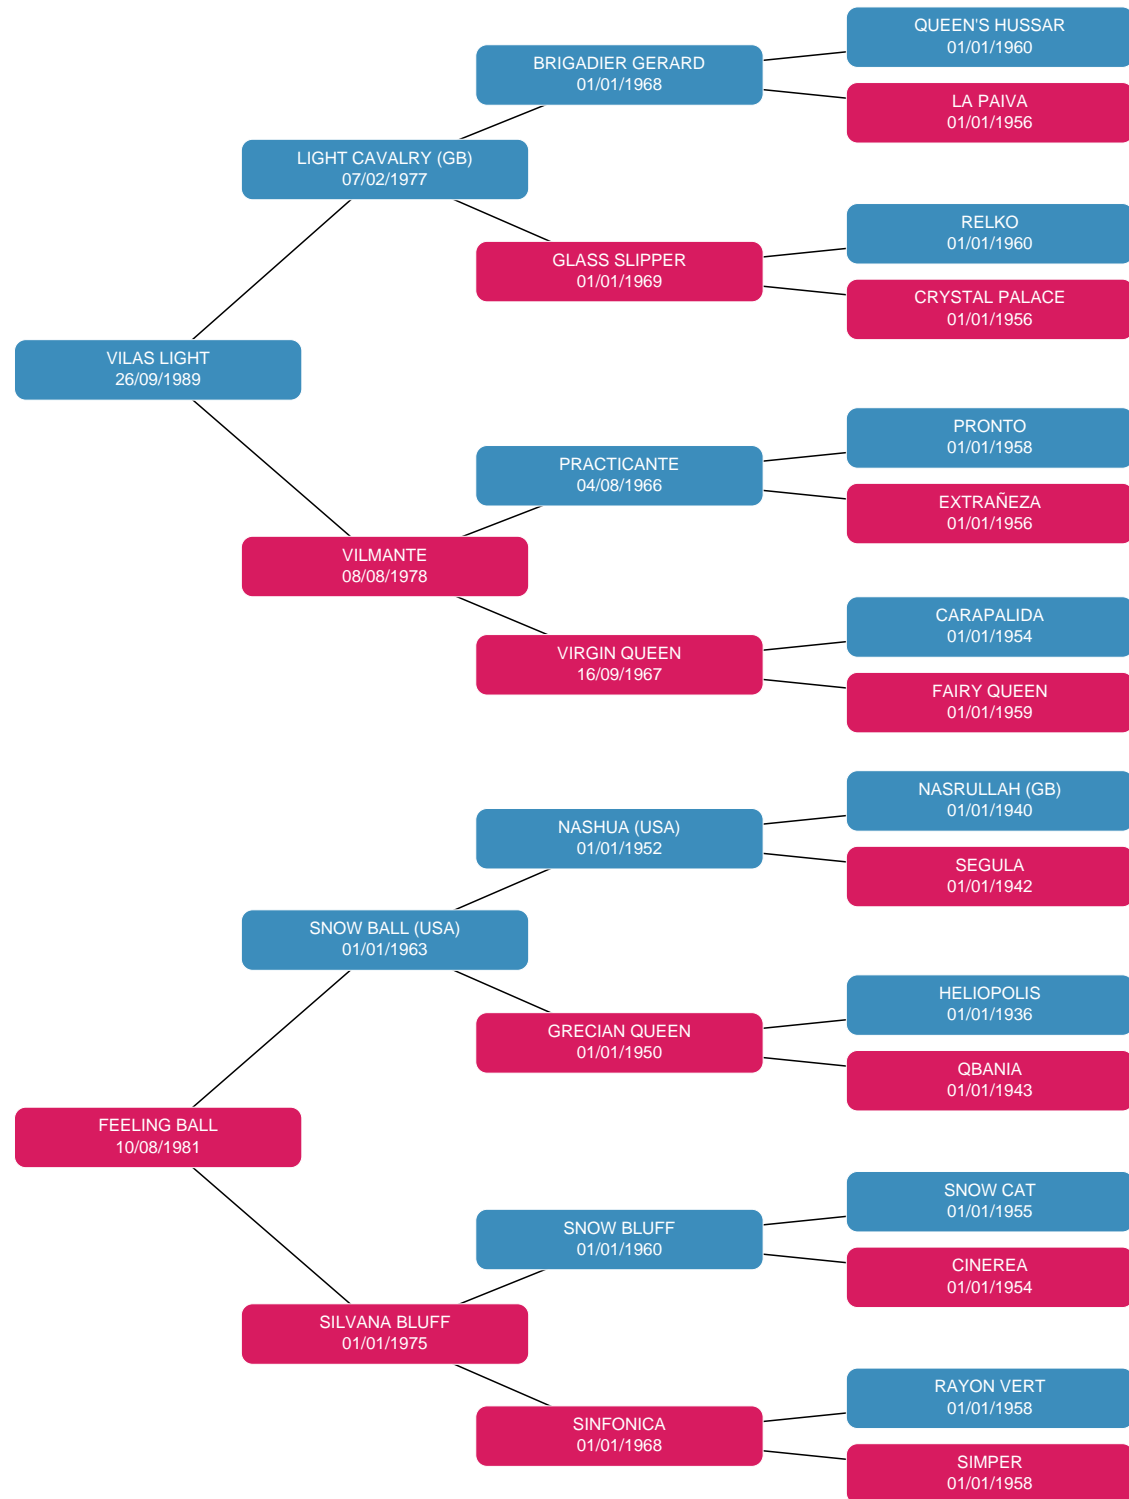 QUEEN'S HUSSAR
01/01/1960
BRIGADIER GERARD
01/01/1968
LA PAIVA
01/01/1956
LIGHT CAVALRY (GB)
07/02/1977
RELKO
01/01/1960
GLASS SLIPPER
01/01/1969
CRYSTAL PALACE
01/01/1956
VILAS LIGHT
26/09/1989
PRONTO
01/01/1958
PRACTICANTE
04/08/1966
EXTRAÑEZA
01/01/1956
VILMANTE
08/08/1978
CARAPALIDA
01/01/1954
VIRGIN QUEEN
16/09/1967
FAIRY QUEEN
01/01/1959
NASRULLAH (GB)
01/01/1940
NASHUA (USA)
01/01/1952
SEGULA
01/01/1942
SNOW BALL (USA)
01/01/1963
HELIOPOLIS
01/01/1936
GRECIAN QUEEN
01/01/1950
QBANIA
01/01/1943
FEELING BALL
10/08/1981
SNOW CAT
01/01/1955
SNOW BLUFF
01/01/1960
CINEREA
01/01/1954
SILVANA BLUFF
01/01/1975
RAYON VERT
01/01/1958
SINFONICA
01/01/1968
SIMPER
01/01/1958